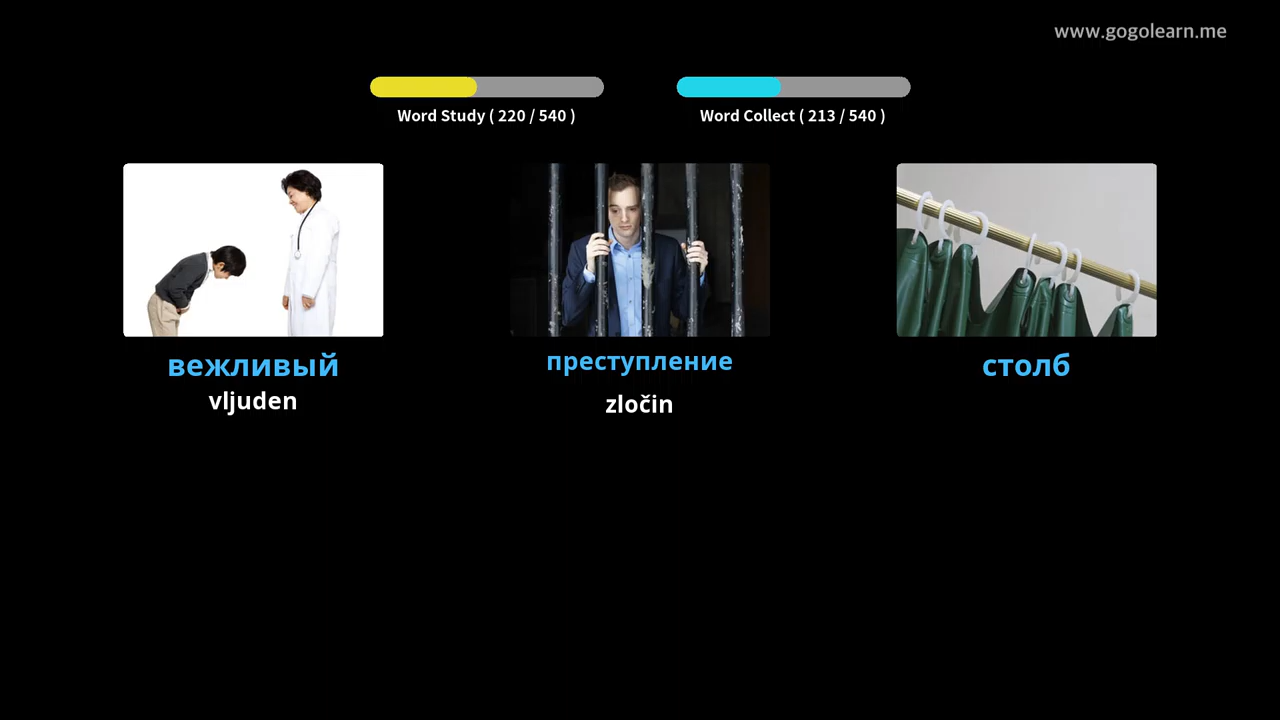 www.gogolearn.me
Word Study ( 220 / 540 )
Word Collect ( 213 / 540 )
вежливый
vljuden
преступление
zločin
столб